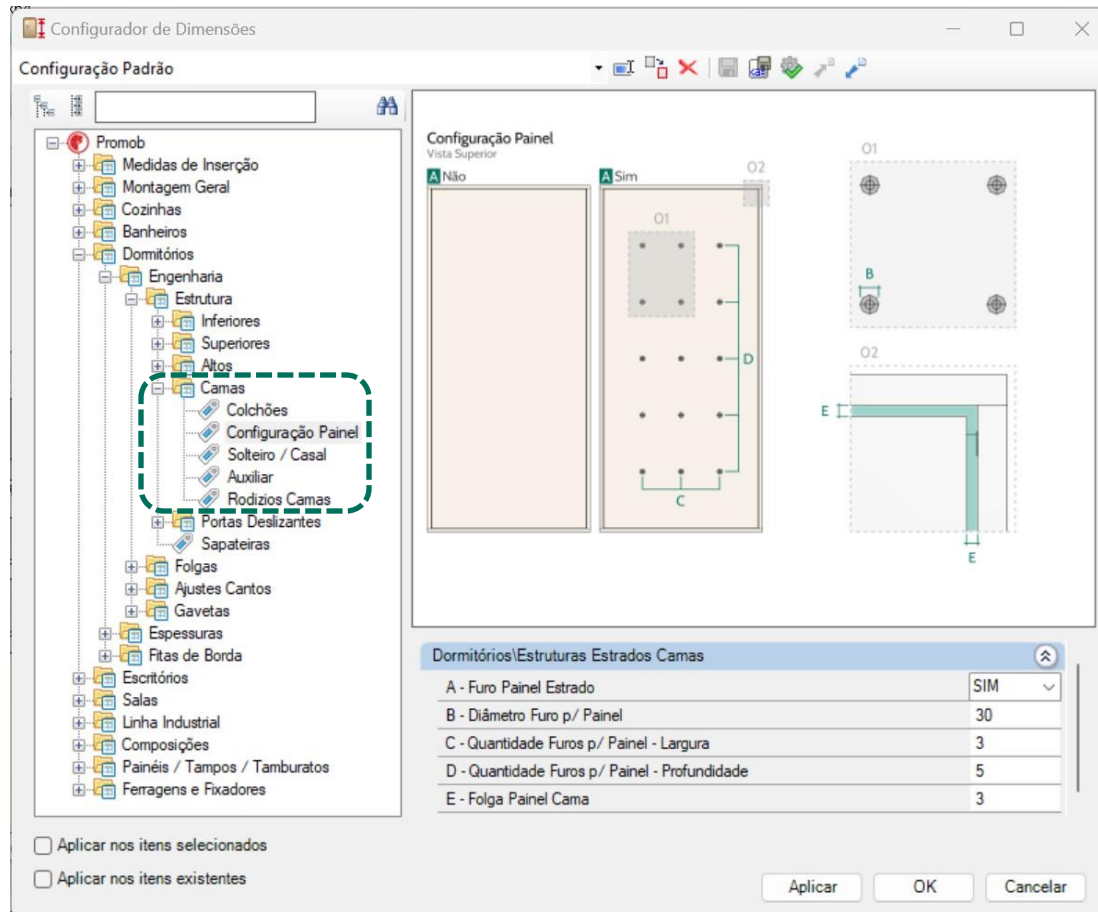 Configurador de Dimensões
Configuração Padrão
Promob
Medidas de Inserção
Montagem Geral
Cozinhas
Banheiros
Dormitórios
Engenharia
Estrutura
Inferiores
Superiores
Altos
Camas
Colchões
Configuração Painel
Solteiro / Casal
Auxiliar
Rodizios Camas
Portas Deslizantes
Sapateiras
Folgas
Ajustes Cantos
Gavetas
Espessuras
Fitas de Borda
Escritórios
Salas
Linha Industrial
Composições
Painéis / Tampos / Tamburatos
Ferragens e Fixadores
Configuração Painel
Vista Superior
A Não
A Sim
O2
O1
D
C
O1
B
O2
E
E
Dormitórios\Estruturas Estrados Camas
A - Furo Painel Estrado SIM
B - Diâmetro Furo p/ Painel 30
C - Quantidade Furos p/ Painel - Largura 3
D - Quantidade Furos p/ Painel - Profundidade 5
E - Folga Painel Cama 3
Aplicar nos itens selecionados
Aplicar nos itens existentes
Aplicar OK Cancelar